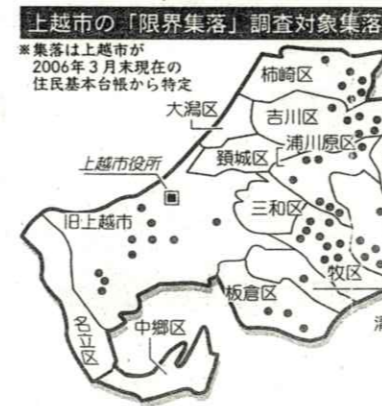 上越市の「限界集落」調査対象集落
※集落は上越市が
2006年3月末現在の
住民基本台帳から特定
柿崎区
大潟区
吉川区
浦川原区
頸城区
上越市役所
三和区
旧上越市
牧区
板倉区
名立区
中郷区